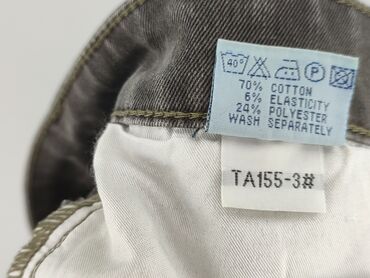 40° P
70% COTTON
6% ELASTICITY
24% POLYESTER
WASH SEPARATELY
TA155-3#